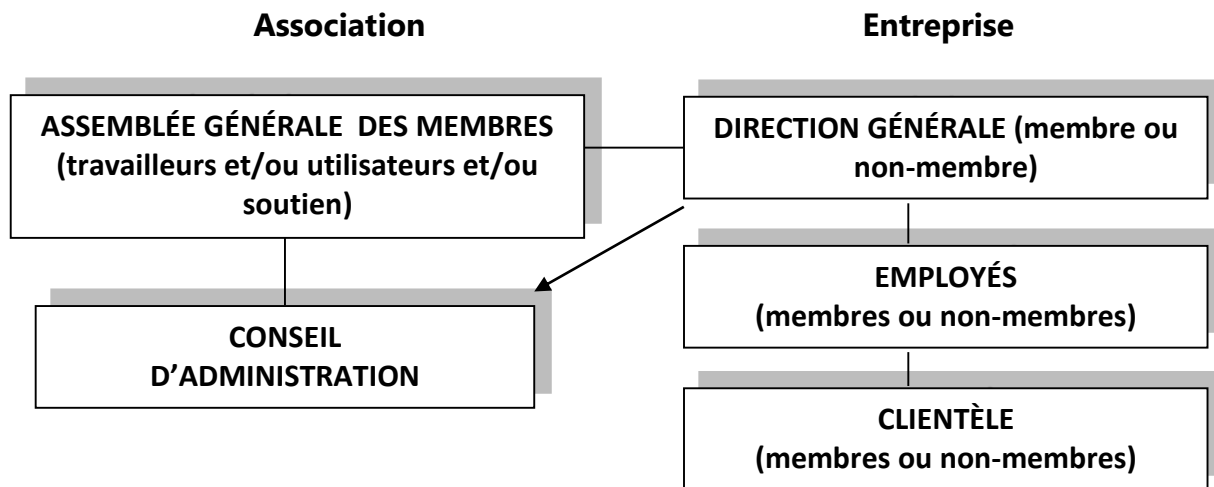 Association
Entreprise
ASSEMBLÉE GÉNÉRALE DES MEMBRES
(travailleurs et/ou utilisateurs et/ou
soutien)
DIRECTION GÉNÉRALE (membre ou
non-membre)
CONSEIL
D’ADMINISTRATION
EMPLOYÉS
(membres ou non-membres)
CLIENTÈLE
(membres ou non-membres)